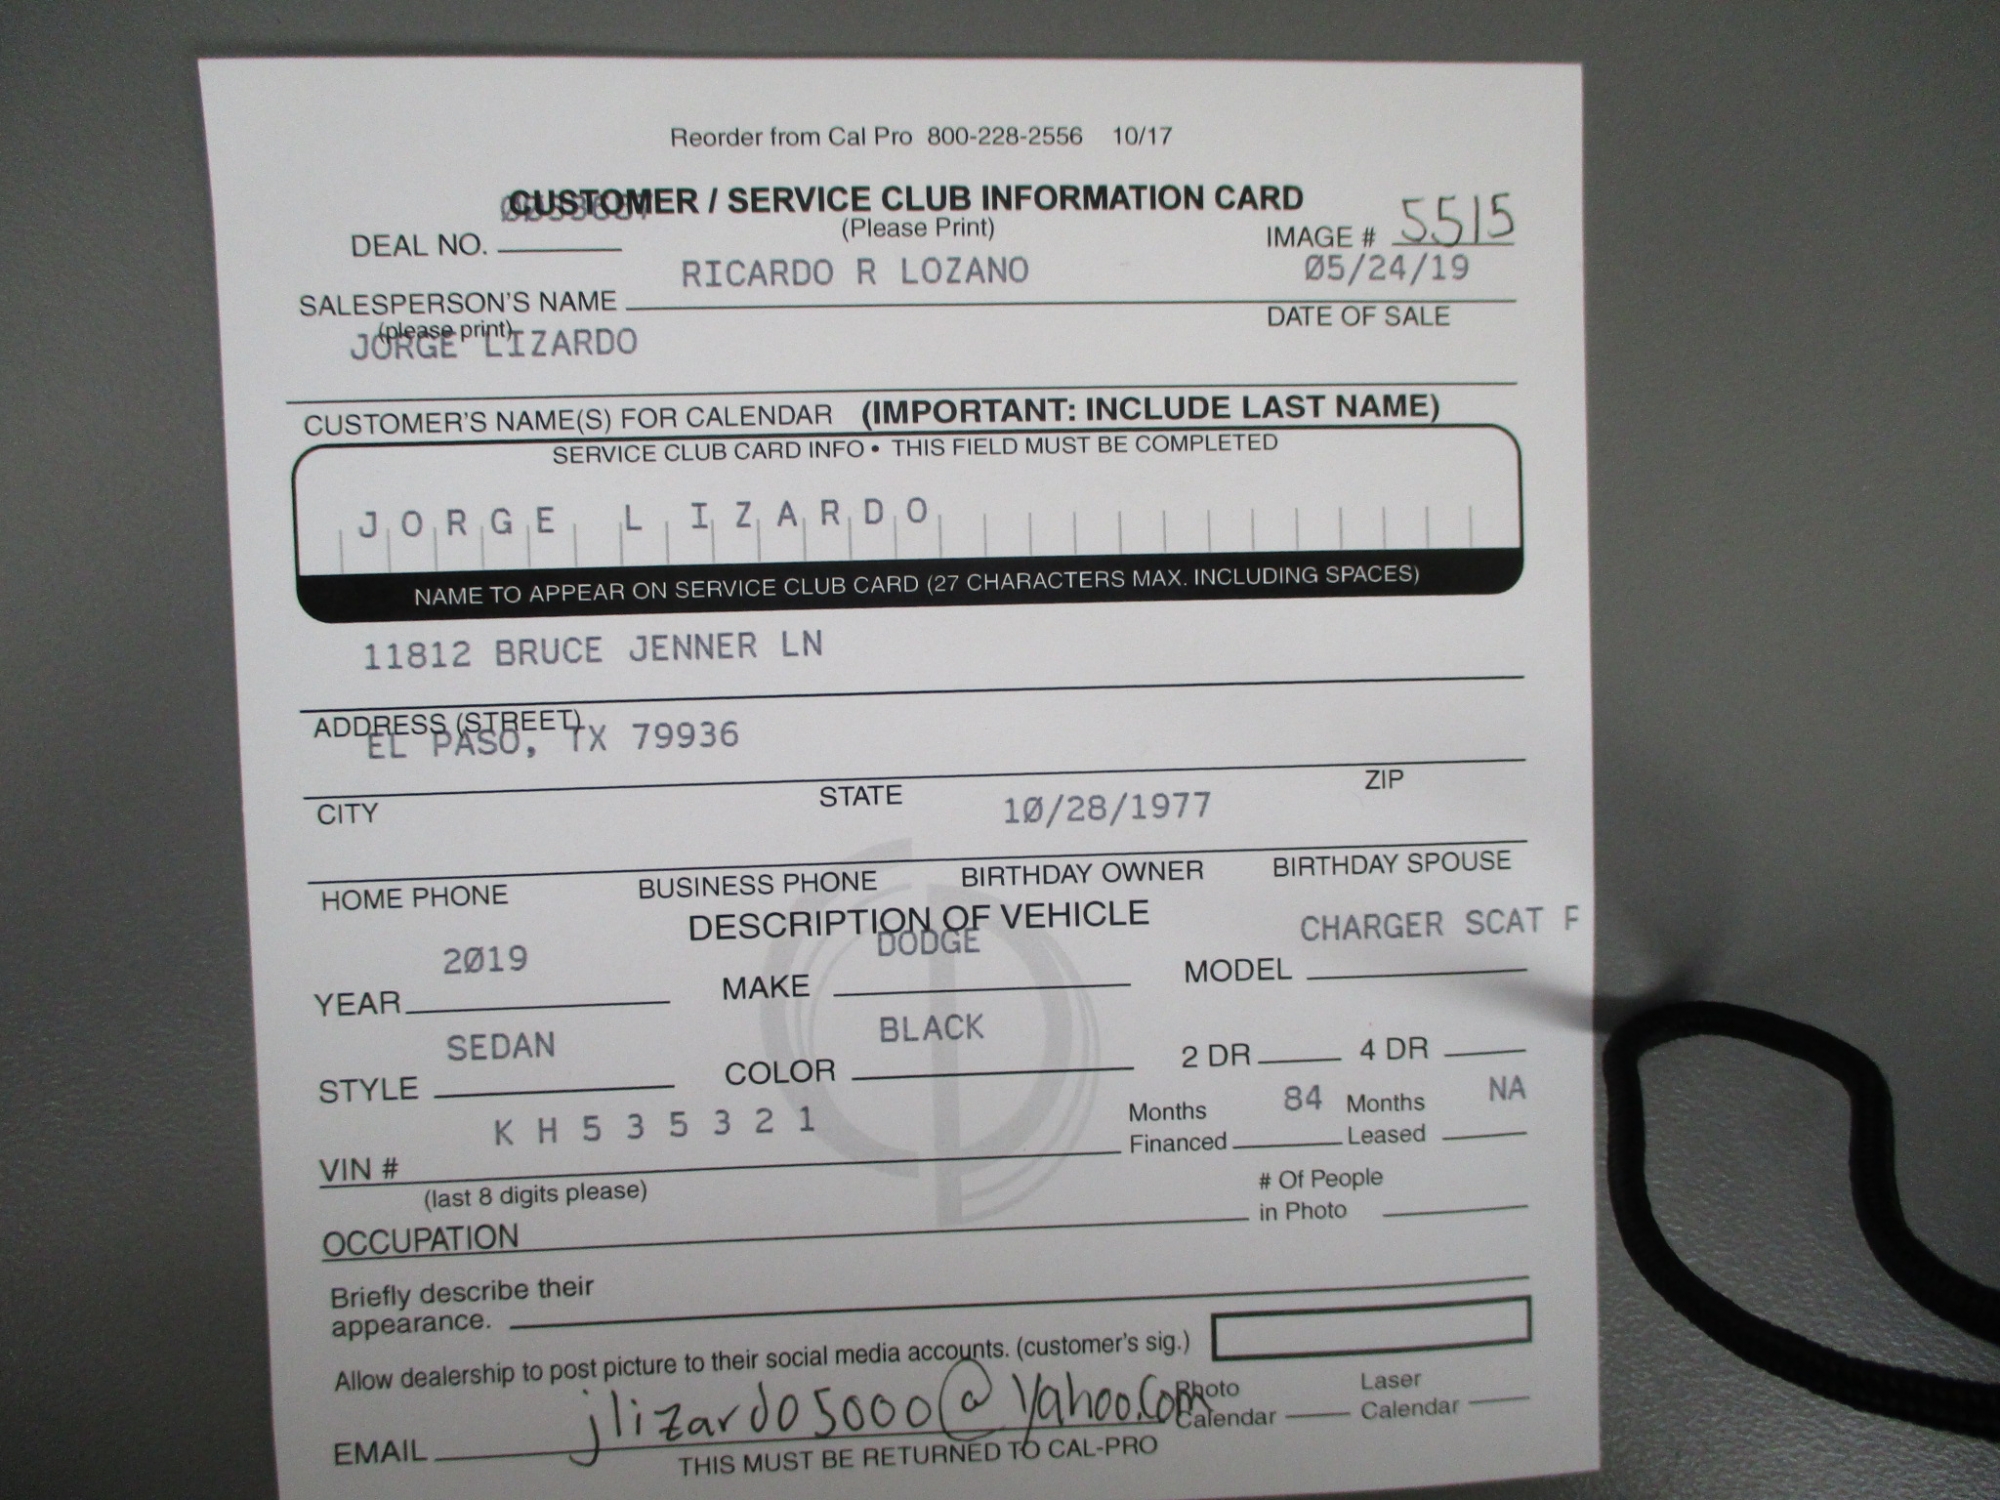 Reorder from Cal Pro 800-228-2556 10/17
CUSTOMER / SERVICE CLUB INFORMATION CARD
(Please Print)
DEAL NO.
IMAGE # 5515
RICARDO R LOZANO
05/24/19
SALESPERSON'S NAME
(please print)
DATE OF SALE
JORGE LIZARDO
CUSTOMER'S NAME(S) FOR CALENDAR (IMPORTANT: INCLUDE LAST NAME)
SERVICE CLUB CARD INFO • THIS FIELD MUST BE COMPLETED
JORGE LIZARDO
NAME TO APPEAR ON SERVICE CLUB CARD (27 CHARACTERS MAX. INCLUDING SPACES)
11812 BRUCE JENNER LN
ADDRESS (STREET)
EL PASO, TX 79936
CITY STATE ZIP
10/28/1977
HOME PHONE BUSINESS PHONE BIRTHDAY OWNER BIRTHDAY SPOUSE
DESCRIPTION OF VEHICLE
2019 DODGE CHARGER SCAT P
YEAR MAKE MODEL
SEDAN BLACK
STYLE COLOR 2 DR 4 DR
KH535321
Months Financed 84 Months Leased NA
VIN #
(last 8 digits please)
# Of People in Photo
OCCUPATION
Briefly describe their
appearance.
Allow dealership to post picture to their social media accounts. (customer's sig.)
EMAIL jlizardo5000@yahoo.com
Photo Calendar Laser Calendar
THIS MUST BE RETURNED TO CAL-PRO